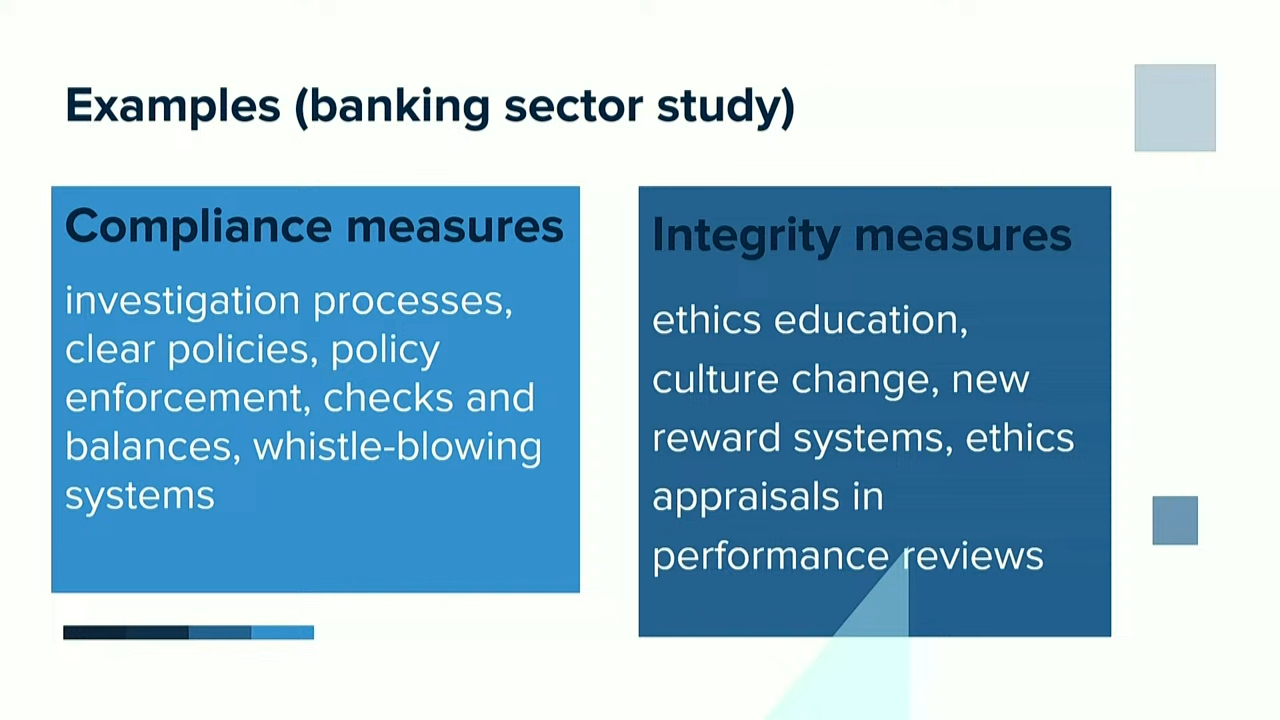 Examples (banking sector study)
Compliance measures
investigation processes,
clear policies, policy
enforcement, checks and
balances, whistle-blowing
systems
Integrity measures
ethics education,
culture change, new
reward systems, ethics
appraisals in
performance reviews